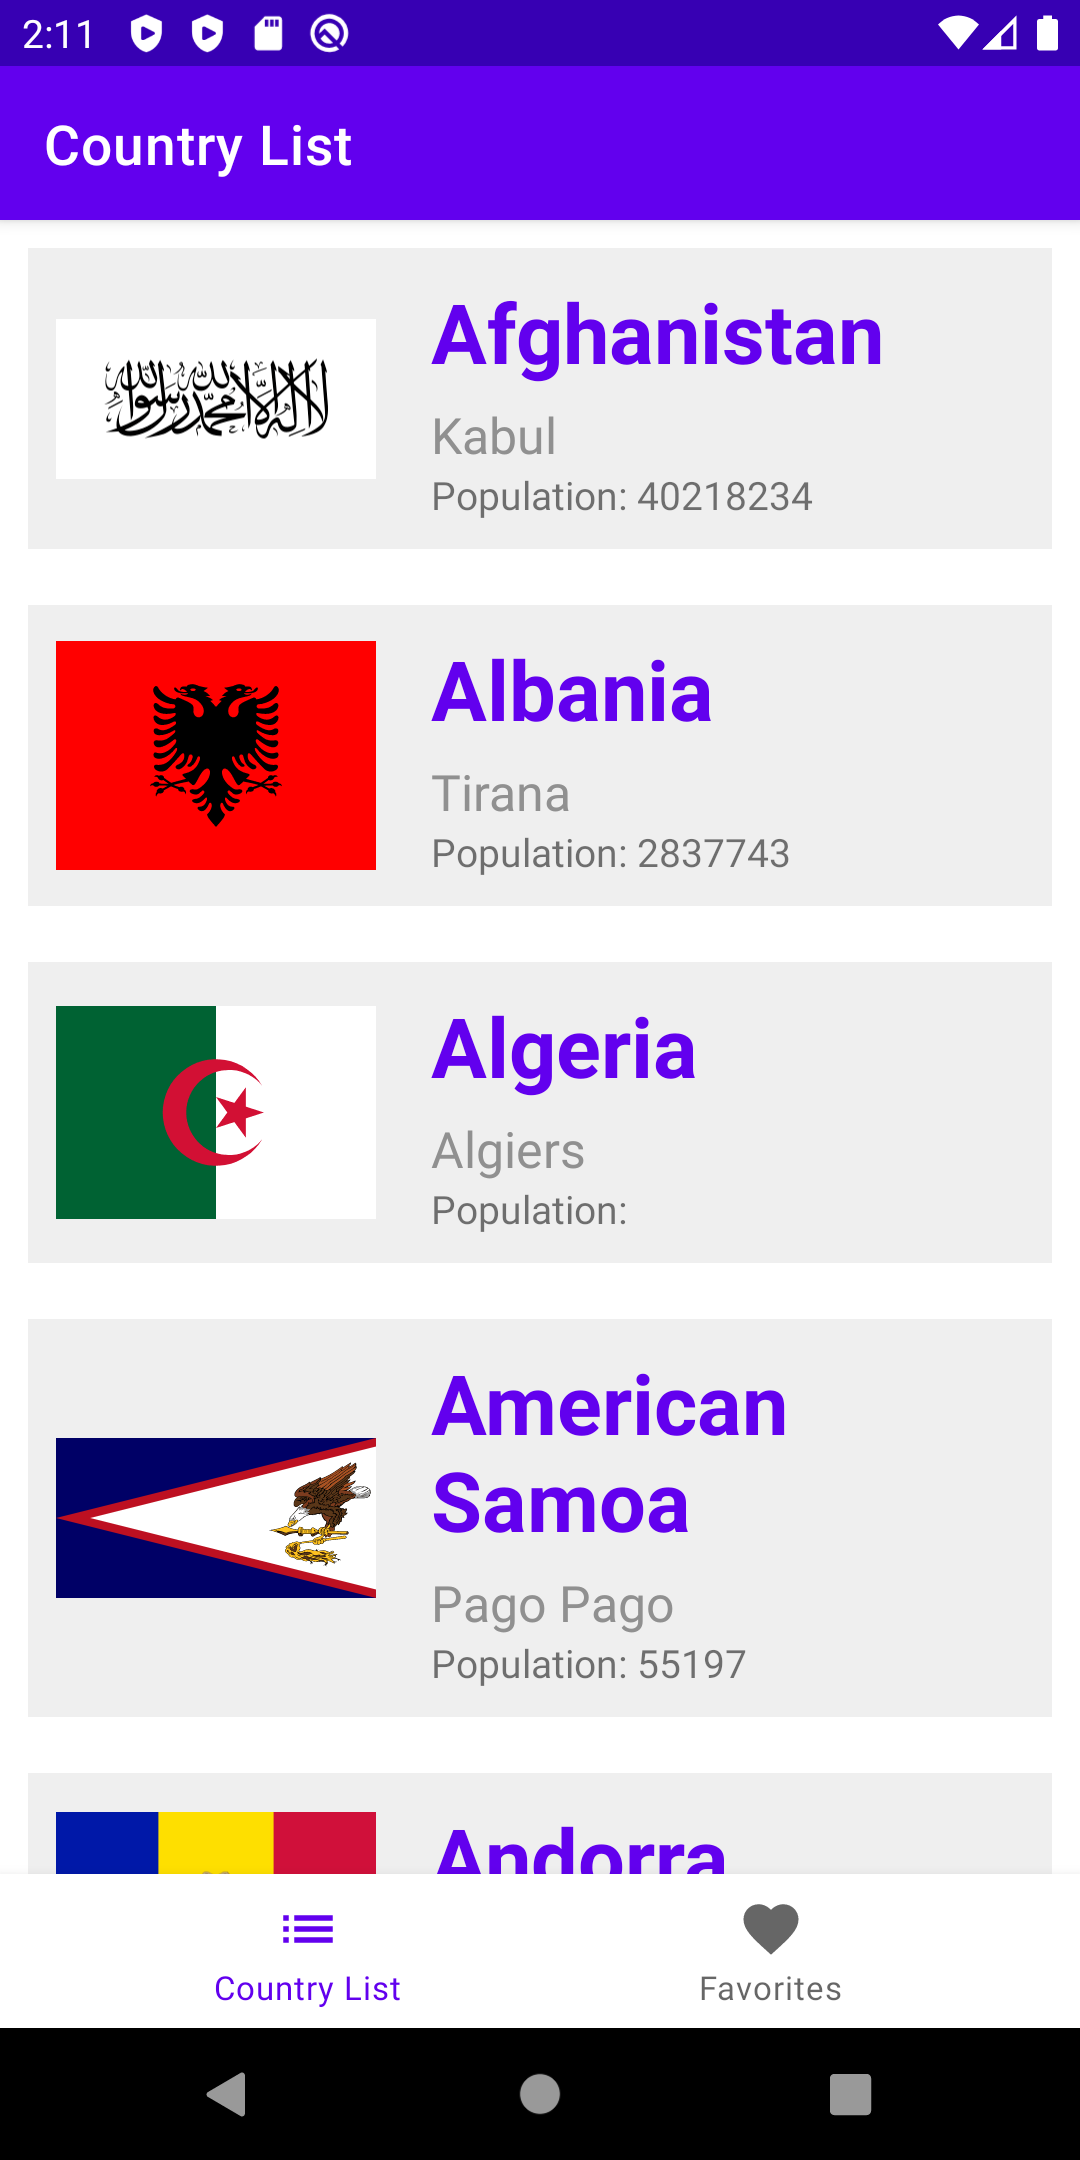 2:11
Country List
Afghanistan
لا إله إلا الله محمد رسول الله
Kabul
Population: 40218234
Albania
Tirana
Population: 2837743
Algeria
Algiers
Population:
American
Samoa
Pago Pago
Population: 55197
Andorra
Country List
Favorites